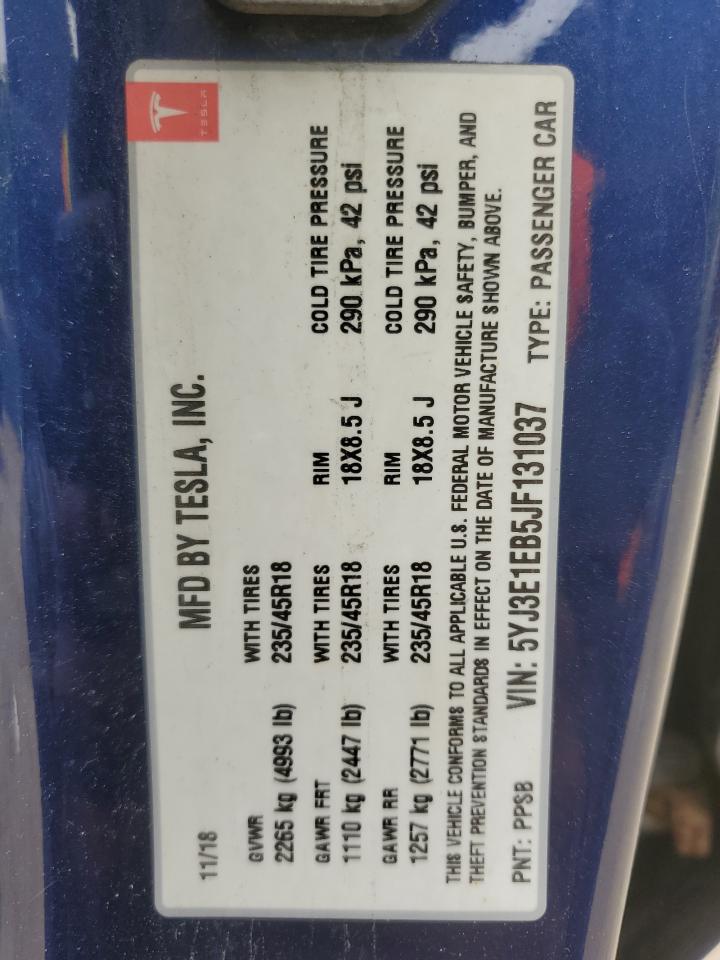 TESLA
MFD BY TESLA, INC.
11/18
GVWR WITH TIRES
2265 kg (4993 lb) 235/45R18
GAWR FRT WITH TIRES RIM COLD TIRE PRESSURE
1110 kg (2447 lb) 235/45R18 18X8.5 J 290 kPa, 42 psi
GAWR RR WITH TIRES RIM COLD TIRE PRESSURE
1257 kg (2771 lb) 235/45R18 18X8.5 J 290 kPa, 42 psi
THIS VEHICLE CONFORMS TO ALL APPLICABLE U.S. FEDERAL MOTOR VEHICLE SAFETY, BUMPER, AND
THEFT PREVENTION STANDARDS IN EFFECT ON THE DATE OF MANUFACTURE SHOWN ABOVE.
PNT: PPSB VIN: 5YJ3E1EB5JF131037 TYPE: PASSENGER CAR